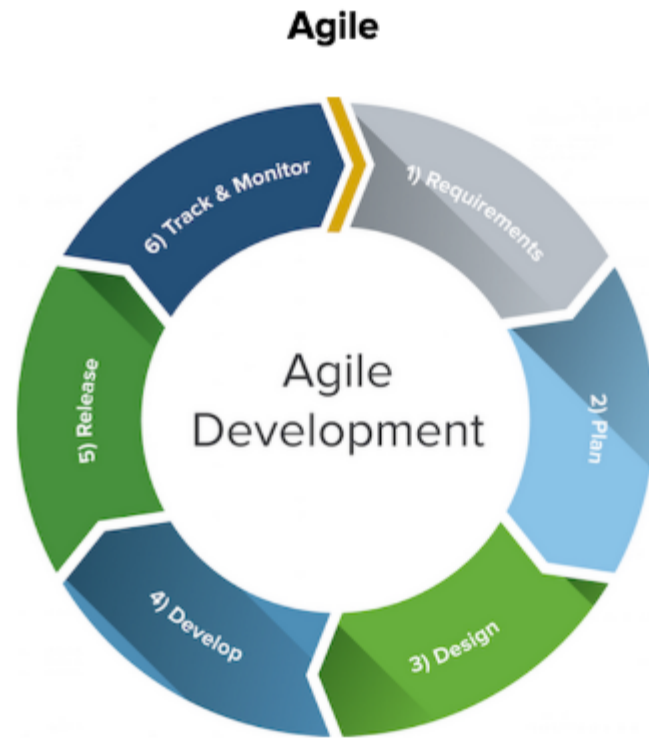 Agile
1) Requirements
2) Plan
3) Design
4) Develop
5) Release
6) Track & Monitor
Agile
Development